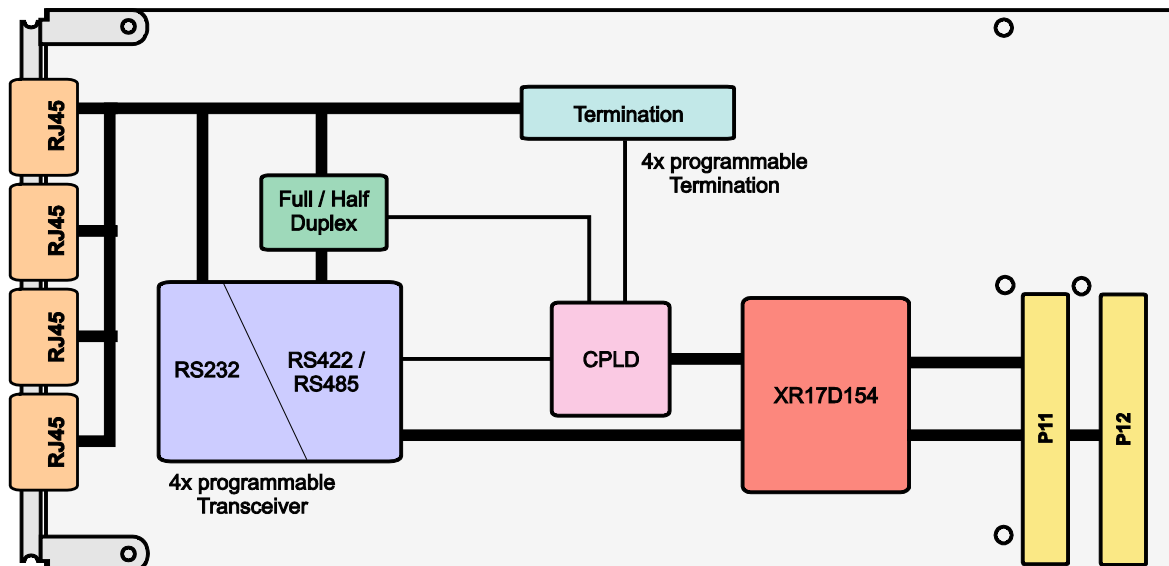 RJ45
Termination
4x programmable
Termination
Full / Half
Duplex
RJ45
RJ45
RS232
RS422 /
RS485
CPLD
XR17D154
P11
P12
RJ45
4x programmable
Transceiver